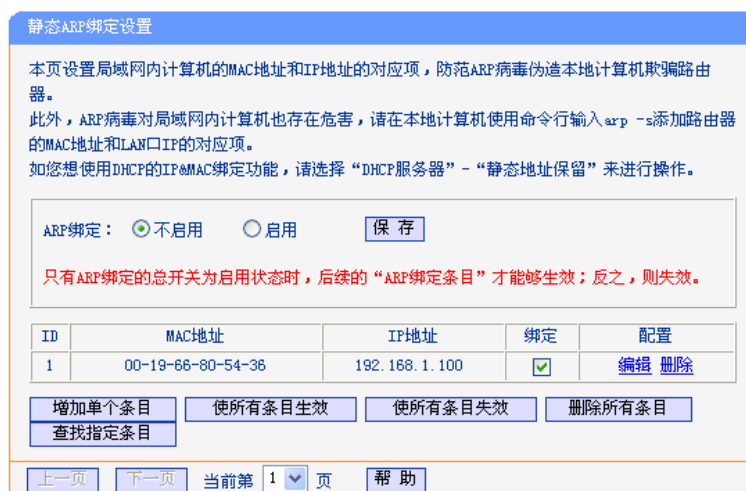 静态ARP绑定设置
本页设置局域网内计算机的MAC地址和IP地址的对应项，防范ARP病毒伪造本地计算机欺骗路由
器。
此外，ARP病毒对局域网内计算机也存在危害，请在本地计算机使用命令行输入arp -s添加路由器
的MAC地址和LAN口IP的对应项。
如您想使用DHCP的IP&MAC绑定功能，请选择“DHCP服务器”-“静态地址保留”来进行操作。
ARP绑定： 不启用 启用 保存
只有ARP绑定的总开关为启用状态时，后续的“ARP绑定条目”才能够生效；反之，则失效。
ID MAC地址 IP地址 绑定 配置
1 00-19-66-80-54-36 192.168.1.100 编辑 删除
增加单个条目 使所有条目生效 使所有条目失效 删除所有条目
查找指定条目
上一页 下一页 当前第 1 页 帮助